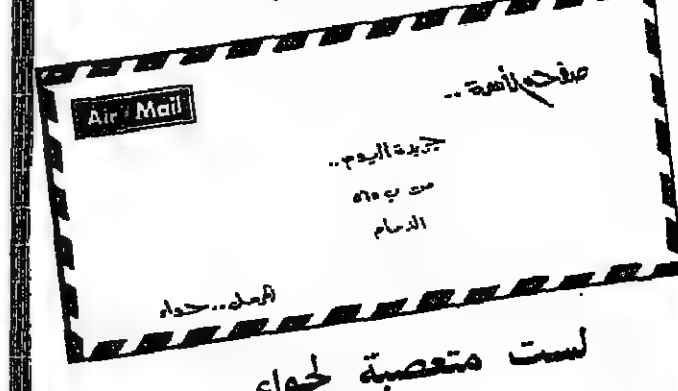 Air Mail
صفحة الأسرة ..
جريدة اليوم ..
ص ب ٥٦٥
الدمام
المرسل .. حواء
لست متعصبة لحواء